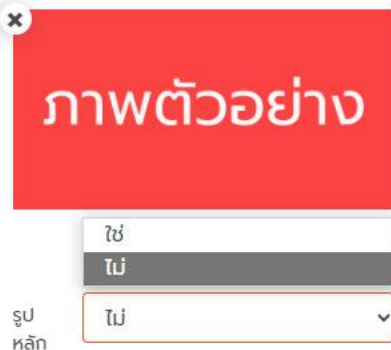 ภาพตัวอย่าง
ใช่
ไม่
รูป
หลัก
ไม่